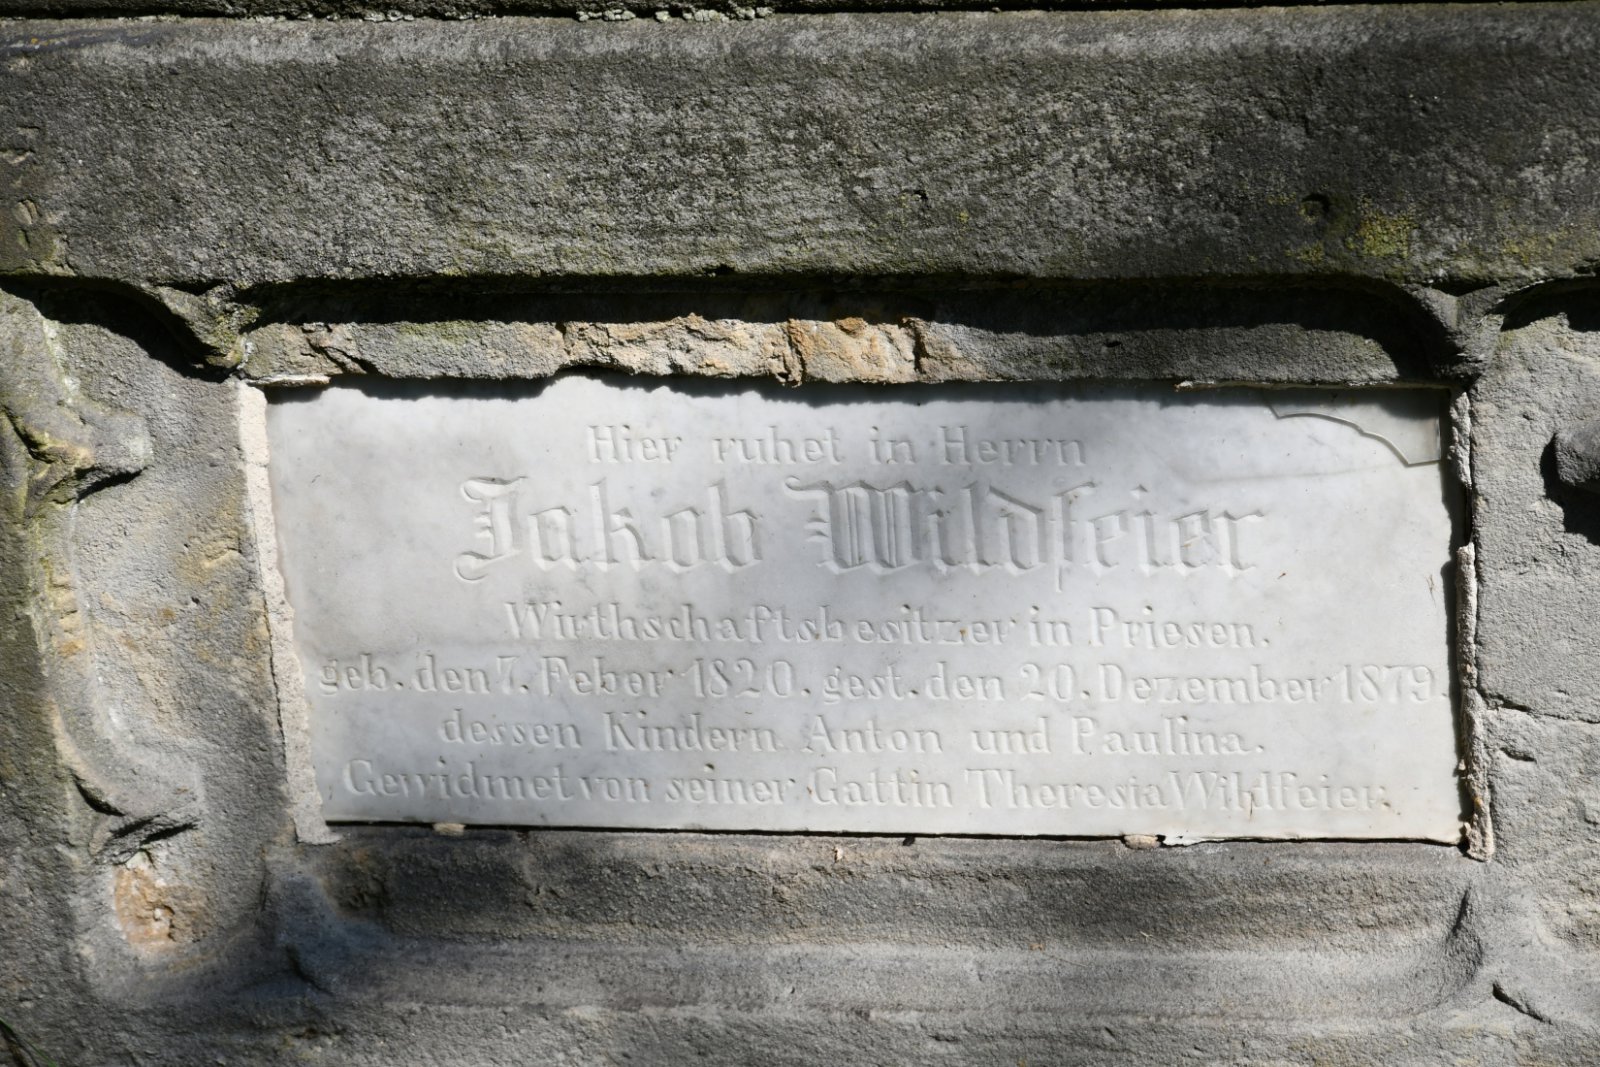 Hier ruhet in Herrn
Jakob Wildfeier
Wirthschaftsbesitzer in Priesen.
geb. den 7. Feber 1820. gest. den 20. Dezember 1879.
dessen Kindern Anton und Paulina.
Gewidmet von seiner Gattin Theresia Wildfeier.